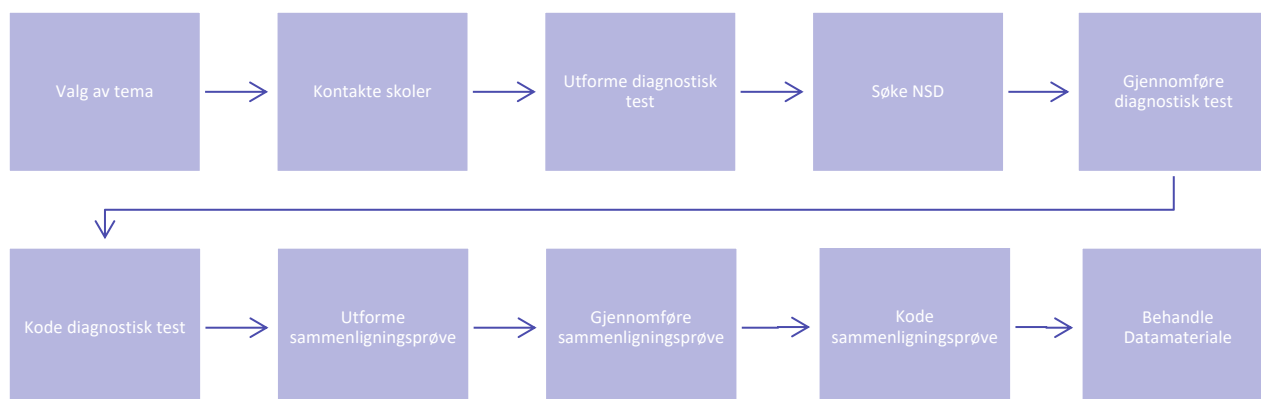 Valg av tema
Kontakte skoler
Utforme diagnostisk
test
Søke NSD
Gjennomføre
diagnostisk test
Kode diagnostisk test
Utforme
sammenligningsprøve
Gjennomføre
sammenligningsprøve
Kode
sammenligningsprøve
Behandle
Datamateriale